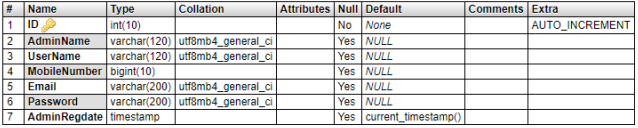 # Name Type Collation Attributes Null Default Comments Extra
1 ID int(10) No None AUTO_INCREMENT
2 AdminName varchar(120) utf8mb4_general_ci Yes NULL
3 UserName varchar(120) utf8mb4_general_ci Yes NULL
4 MobileNumber bigint(10) Yes NULL
5 Email varchar(200) utf8mb4_general_ci Yes NULL
6 Password varchar(200) utf8mb4_general_ci Yes NULL
7 AdminRegdate timestamp Yes current_timestamp()